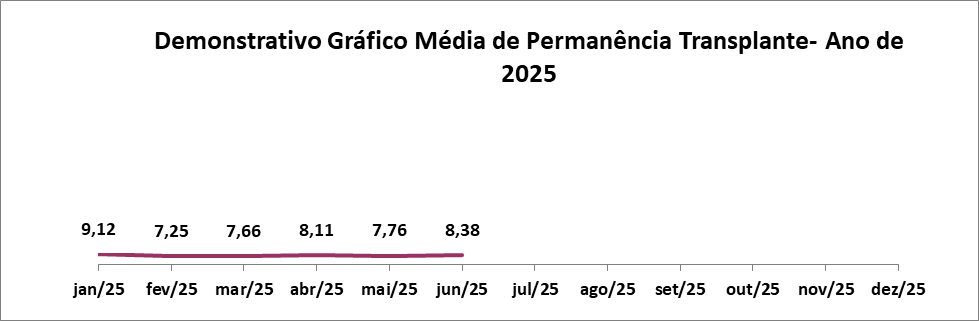 Demonstrativo Gráfico Média de Permanência Transplante- Ano de
2025
9,12 7,25 7,66 8,11 7,76 8,38
jan/25 fev/25 mar/25 abr/25 mai/25 jun/25 jul/25 ago/25 set/25 out/25 nov/25 dez/25